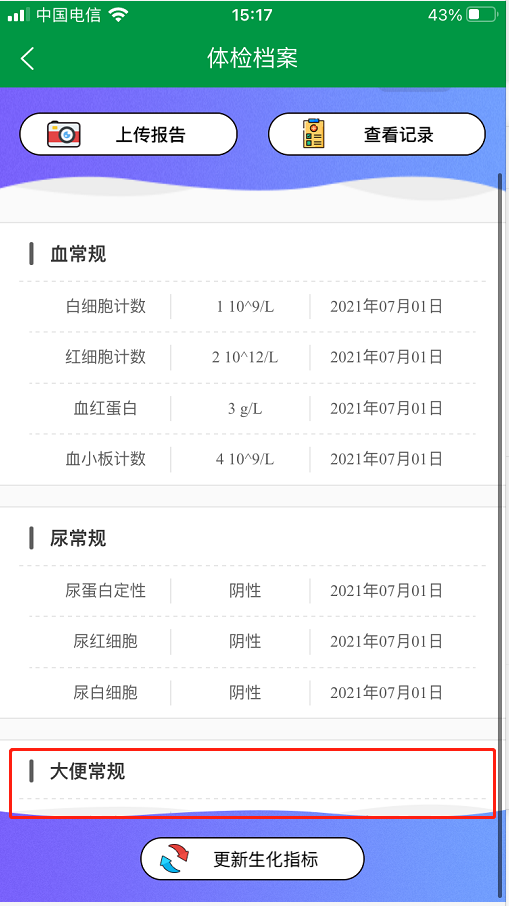 中国电信 15:17 43%
体检档案
上传报告 查看记录
血常规
白细胞计数 1 10^9/L 2021年07月01日
红细胞计数 2 10^12/L 2021年07月01日
血红蛋白 3 g/L 2021年07月01日
血小板计数 4 10^9/L 2021年07月01日
尿常规
尿蛋白定性 阴性 2021年07月01日
尿红细胞 阴性 2021年07月01日
尿白细胞 阴性 2021年07月01日
大便常规
更新生化指标